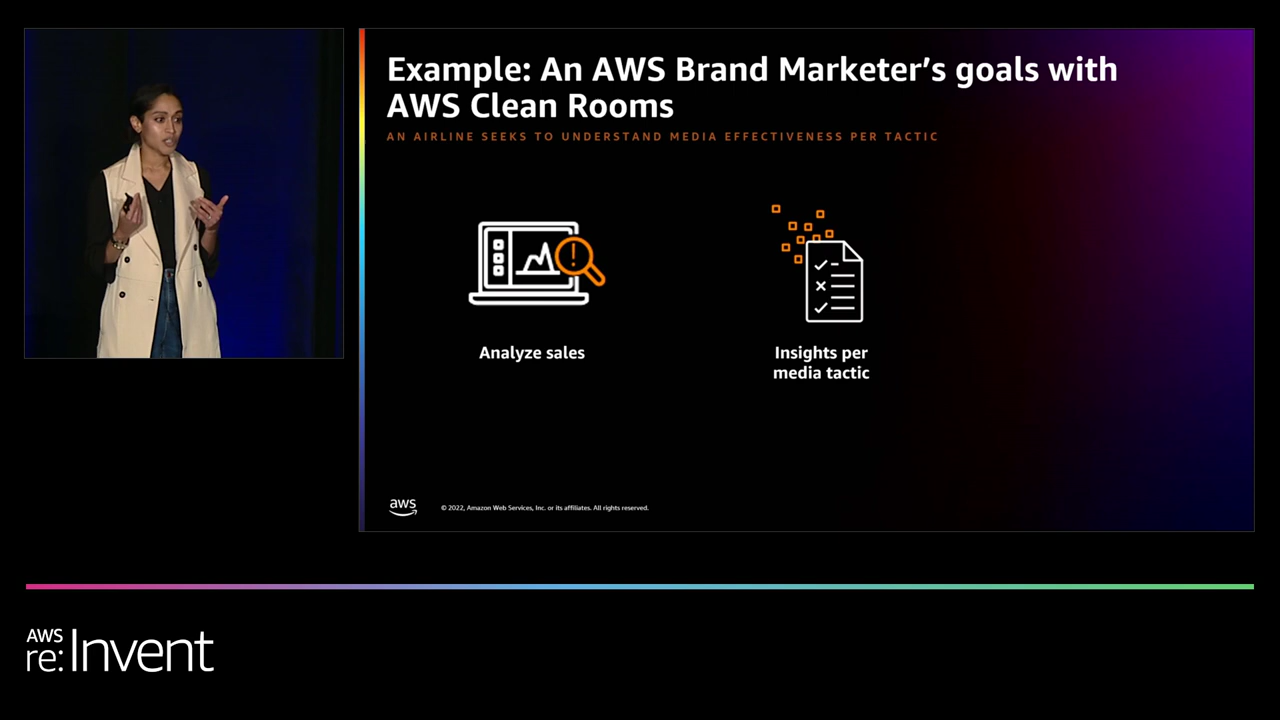 Example: An AWS Brand Marketer's goals with
AWS Clean Rooms
AN AIRLINE SEEKS TO UNDERSTAND MEDIA EFFECTIVENESS PER TACTIC
Analyze sales
Insights per
media tactic
aws
© 2022, Amazon Web Services, Inc. or its affiliates. All rights reserved.
AWS
re:Invent